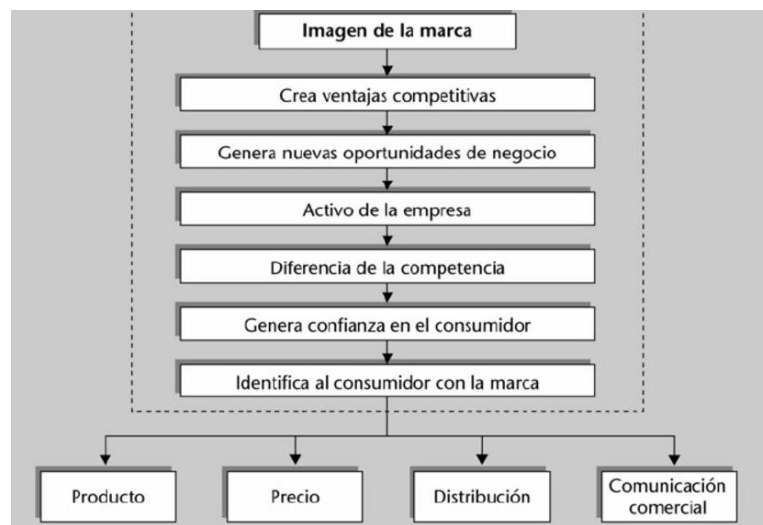 Imagen de la marca
Crea ventajas competitivas
Genera nuevas oportunidades de negocio
Activo de la empresa
Diferencia de la competencia
Genera confianza en el consumidor
Identifica al consumidor con la marca
Producto
Precio
Distribución
Comunicación
comercial